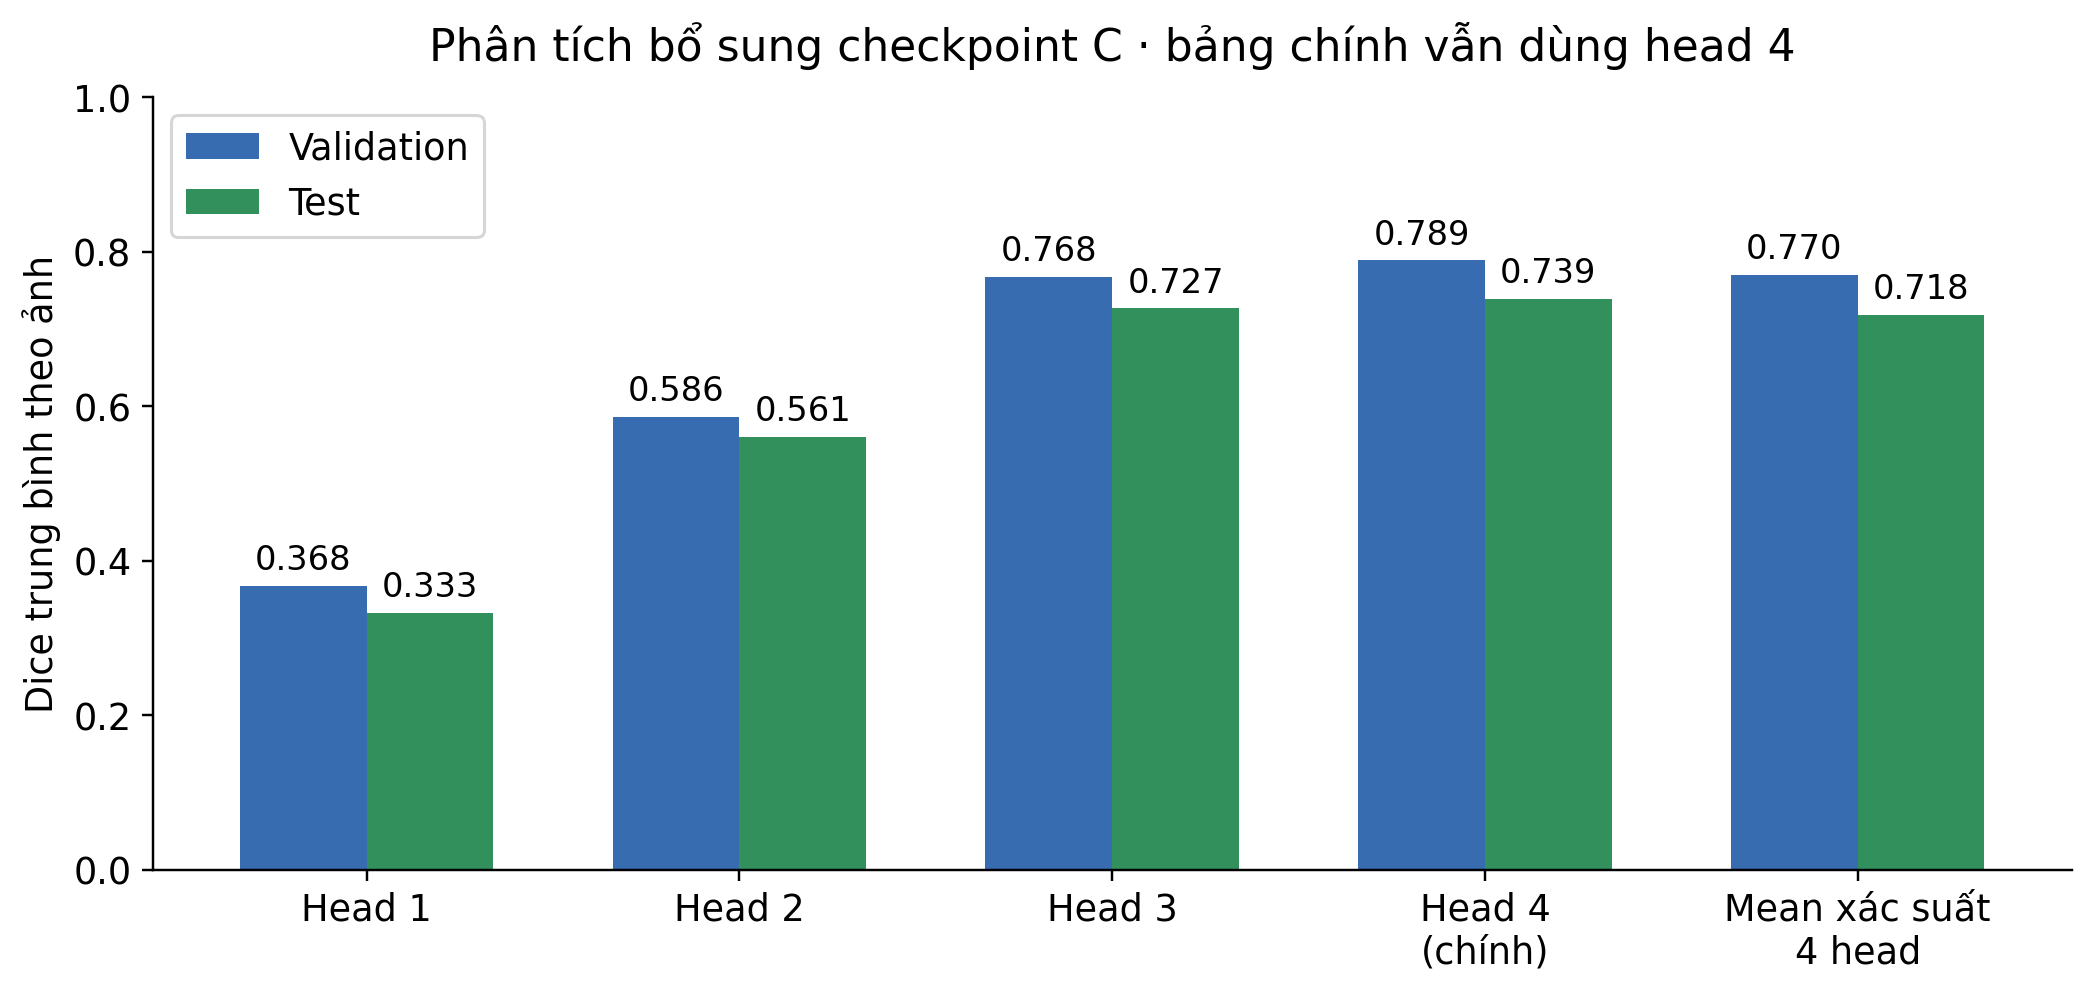 Phân tích bổ sung checkpoint C · bảng chính vẫn dùng head 4
Dice trung bình theo ảnh
1.0
0.8
0.6
0.4
0.2
0.0
Validation
Test
0.368
0.333
0.586
0.561
0.768
0.727
0.789
0.739
0.770
0.718
Head 1
Head 2
Head 3
Head 4
(chính)
Mean xác suất
4 head